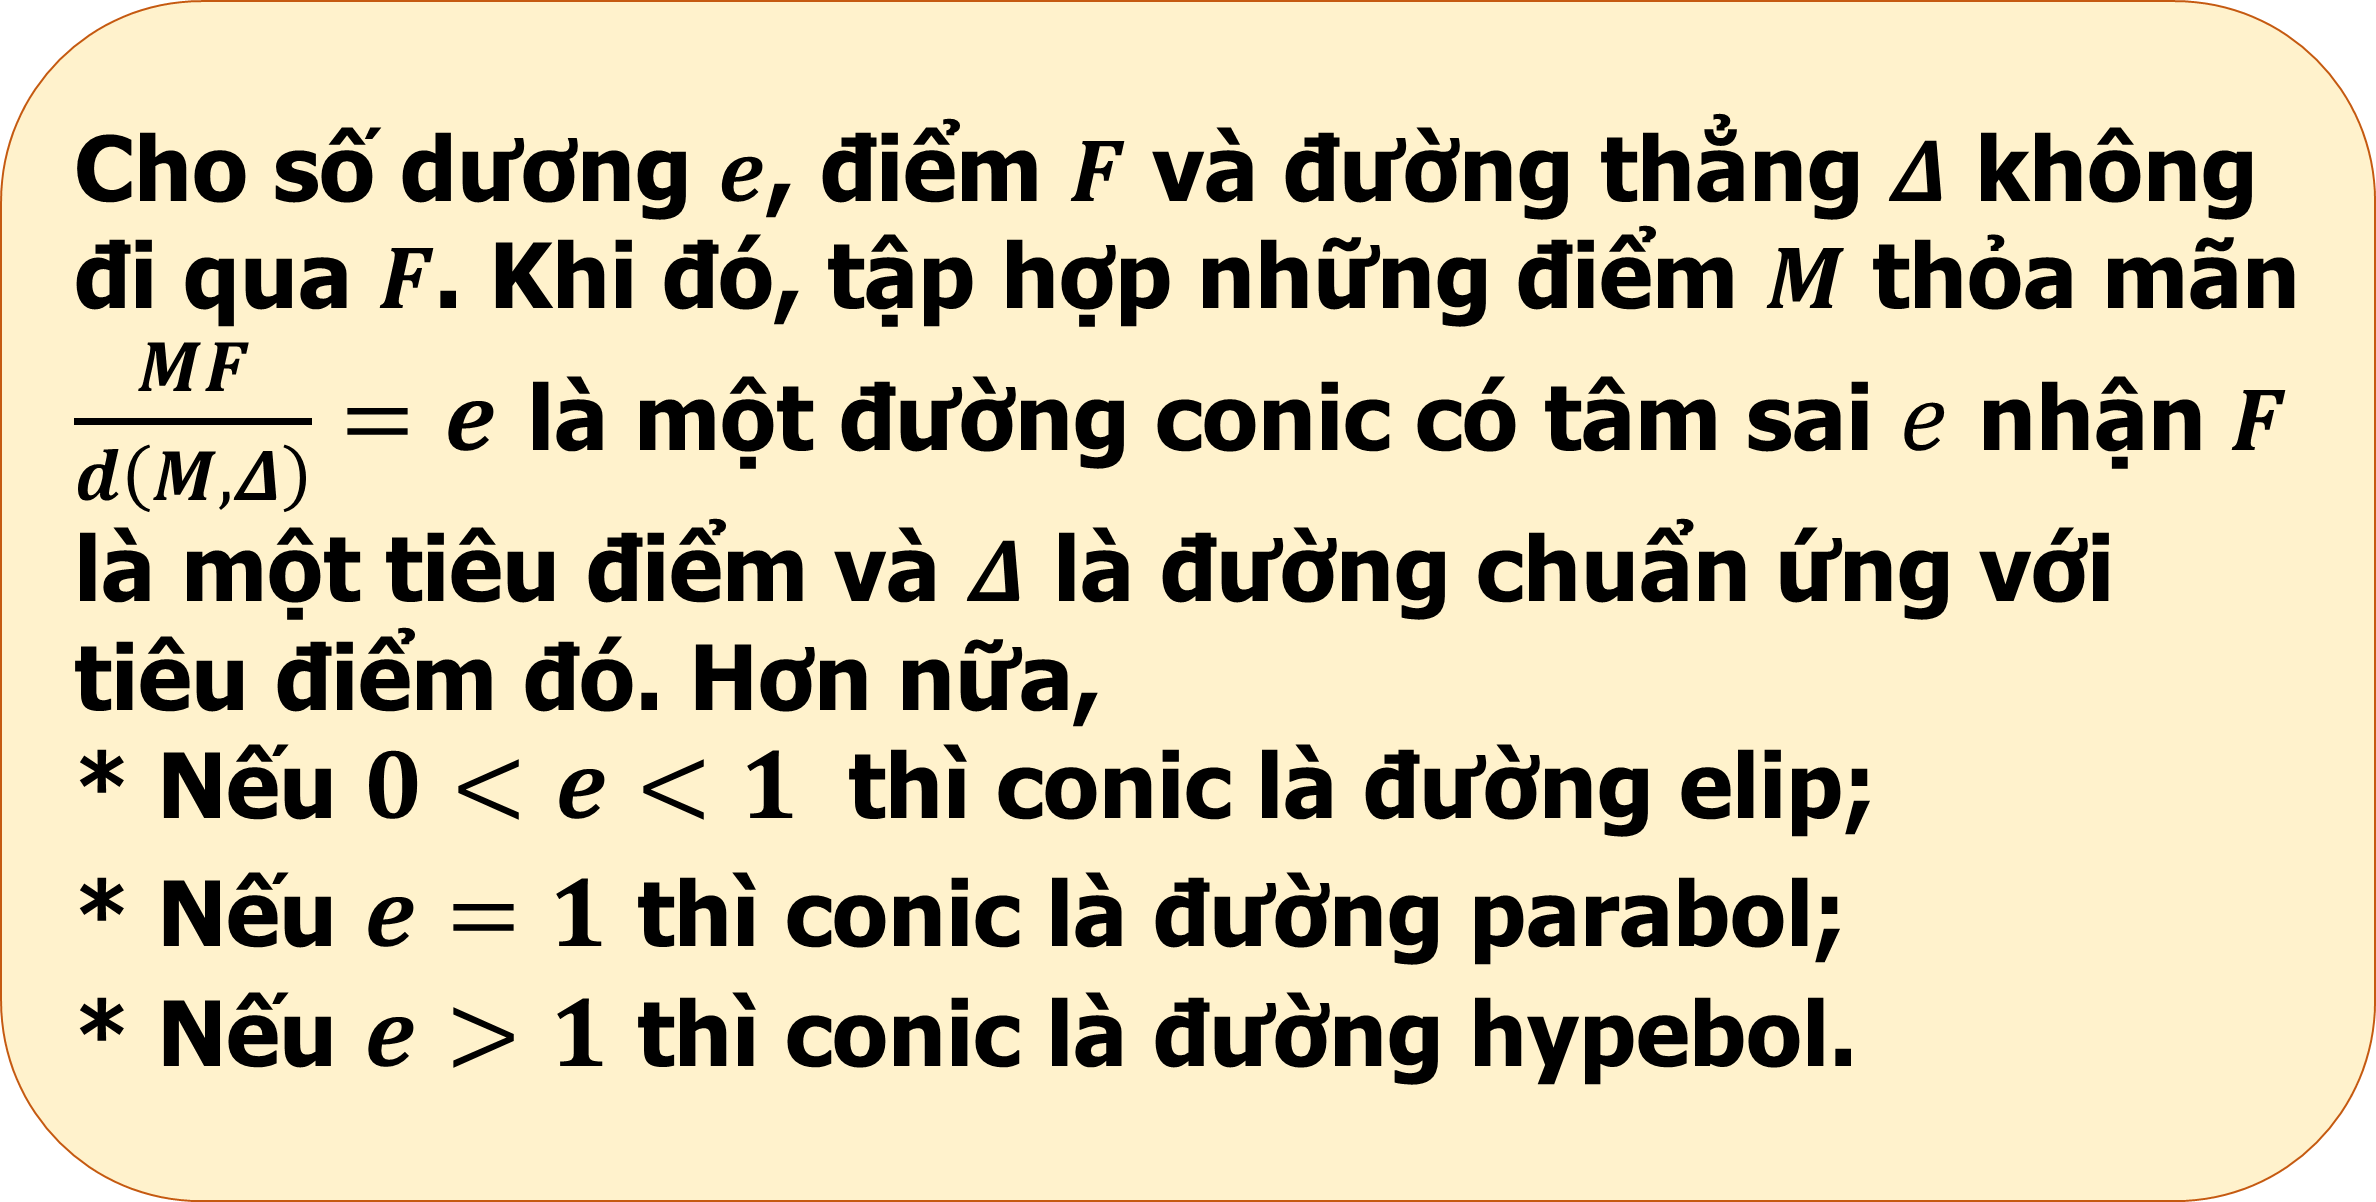 Cho số dương e, điểm F và đường thẳng Δ không
đi qua F. Khi đó, tập hợp những điểm M thỏa mãn
MF/d(M,Δ) = e là một đường conic có tâm sai e nhận F
là một tiêu điểm và Δ là đường chuẩn ứng với
tiêu điểm đó. Hơn nữa,
* Nếu 0 < e < 1 thì conic là đường elip;
* Nếu e = 1 thì conic là đường parabol;
* Nếu e > 1 thì conic là đường hypebol.